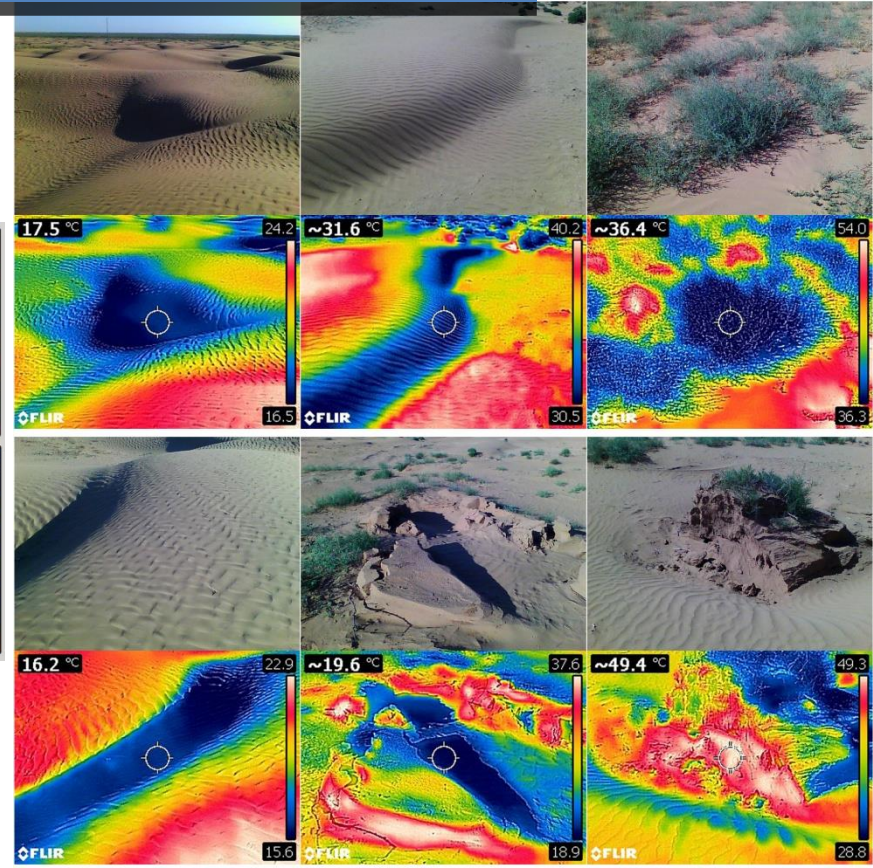 17.5 °C 24.2
~31.6 °C 40.2
~36.4 °C 54.0
◇FLIR 16.5
◇FLIR 30.5
◇FLIR 36.3
16.2 °C 22.9
~19.6 °C 37.6
~49.4 °C 49.3
◇FLIR 15.6
◇FLIR 18.9
◇FLIR 28.8